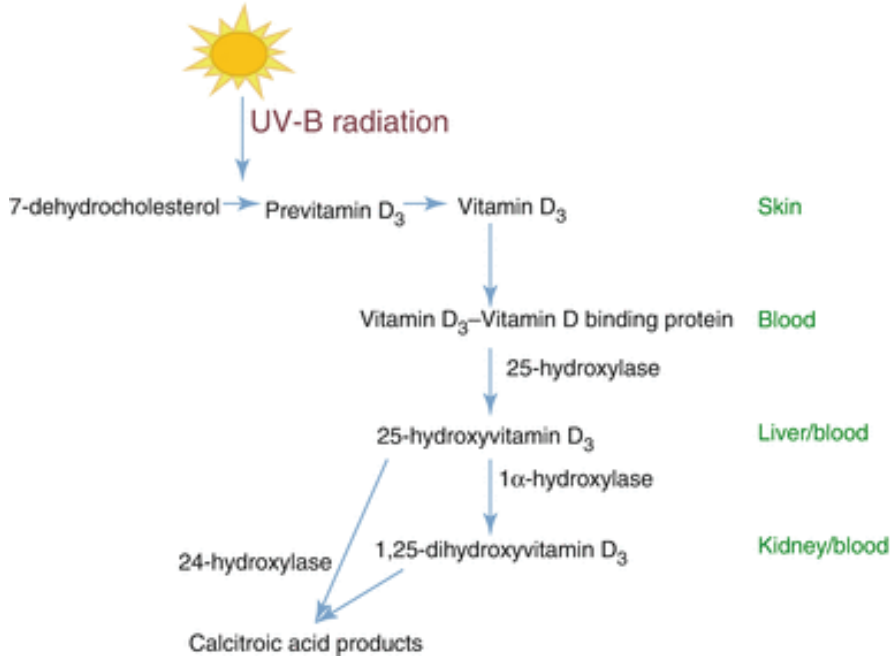 UV-B radiation
7-dehydrocholesterol
Previtamin D3
Vitamin D3
Skin
Vitamin D3–Vitamin D binding protein
Blood
25-hydroxylase
25-hydroxyvitamin D3
Liver/blood
1α-hydroxylase
24-hydroxylase
1,25-dihydroxyvitamin D3
Kidney/blood
Calcitroic acid products